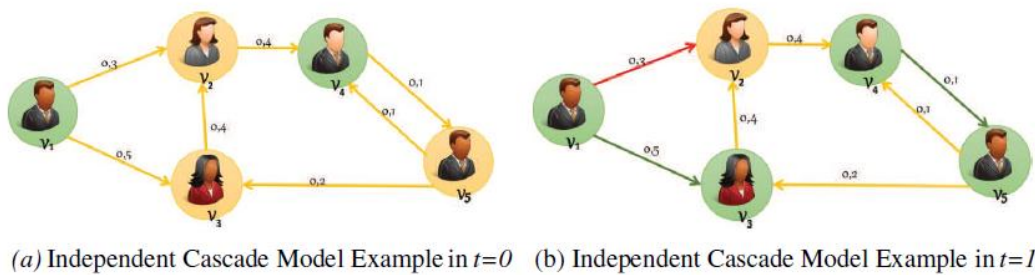 0,4
0,3
v2
v4
0,1
0,1
v1
0,4
0,5
0,2
v3
v5
(a) Independent Cascade Model Example in t=0
0,4
0,3
v2
v4
0,1
0,1
v1
0,4
0,5
0,2
v3
v5
(b) Independent Cascade Model Example in t=1